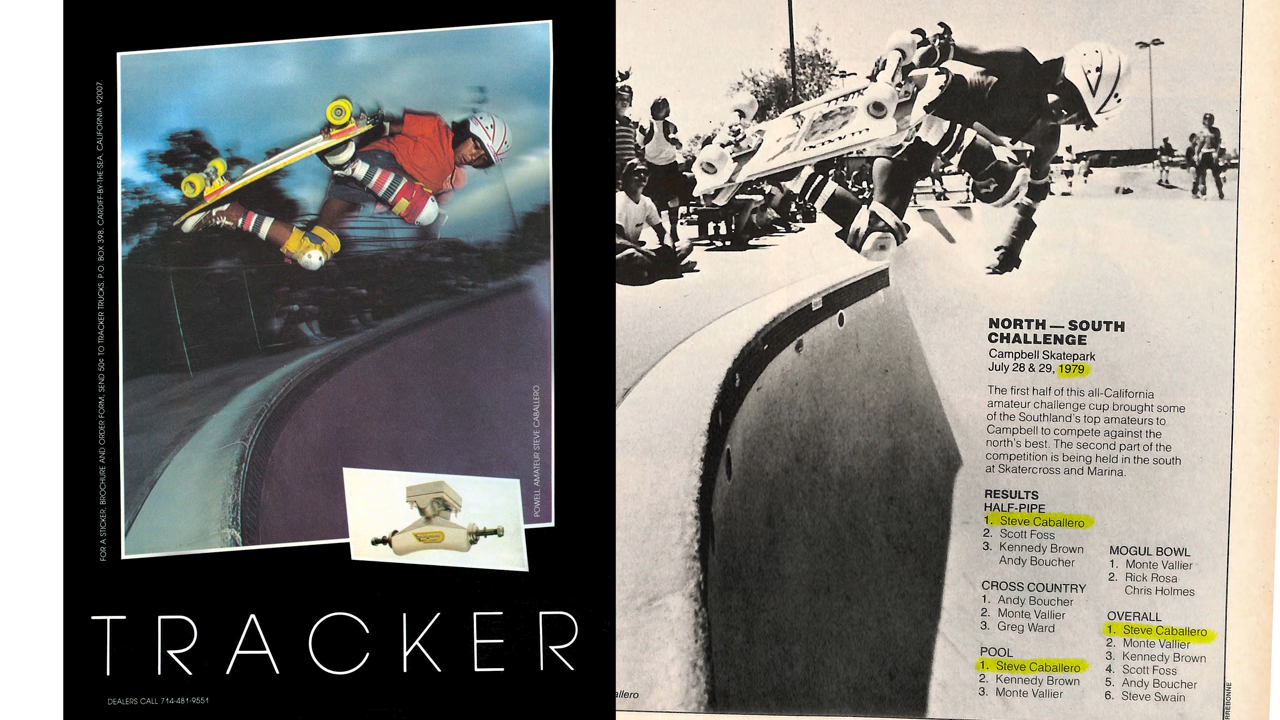 FOR A STICKER, BROCHURE AND ORDER FORM, SEND 50¢ TO TRACKER TRUCKS, P.O. BOX 398, CARDIFF-BY-THE-SEA, CALIFORNIA 92007.
POWELL AMATEUR STEVE CABALLERO.
TRACKER
DEALERS CALL 714-481-9551
NORTH — SOUTH
CHALLENGE
Campbell Skatepark
July 28 & 29, 1979
The first half of this all-California
amateur challenge cup brought some
of the Southland's top amateurs to
Campbell to compete against the
north's best. The second part of the
competition is being held in the south
at Skatercross and Marina.
RESULTS
HALF-PIPE
1. Steve Caballero
2. Scott Foss
3. Kennedy Brown
Andy Boucher
CROSS COUNTRY
1. Andy Boucher
2. Monte Vallier
3. Greg Ward
POOL
1. Steve Caballero
2. Kennedy Brown
3. Monte Vallier
MOGUL BOWL
1. Monte Vallier
2. Rick Rosa
Chris Holmes
OVERALL
1. Steve Caballero
2. Monte Vallier
3. Kennedy Brown
4. Scott Foss
5. Andy Boucher
6. Steve Swain